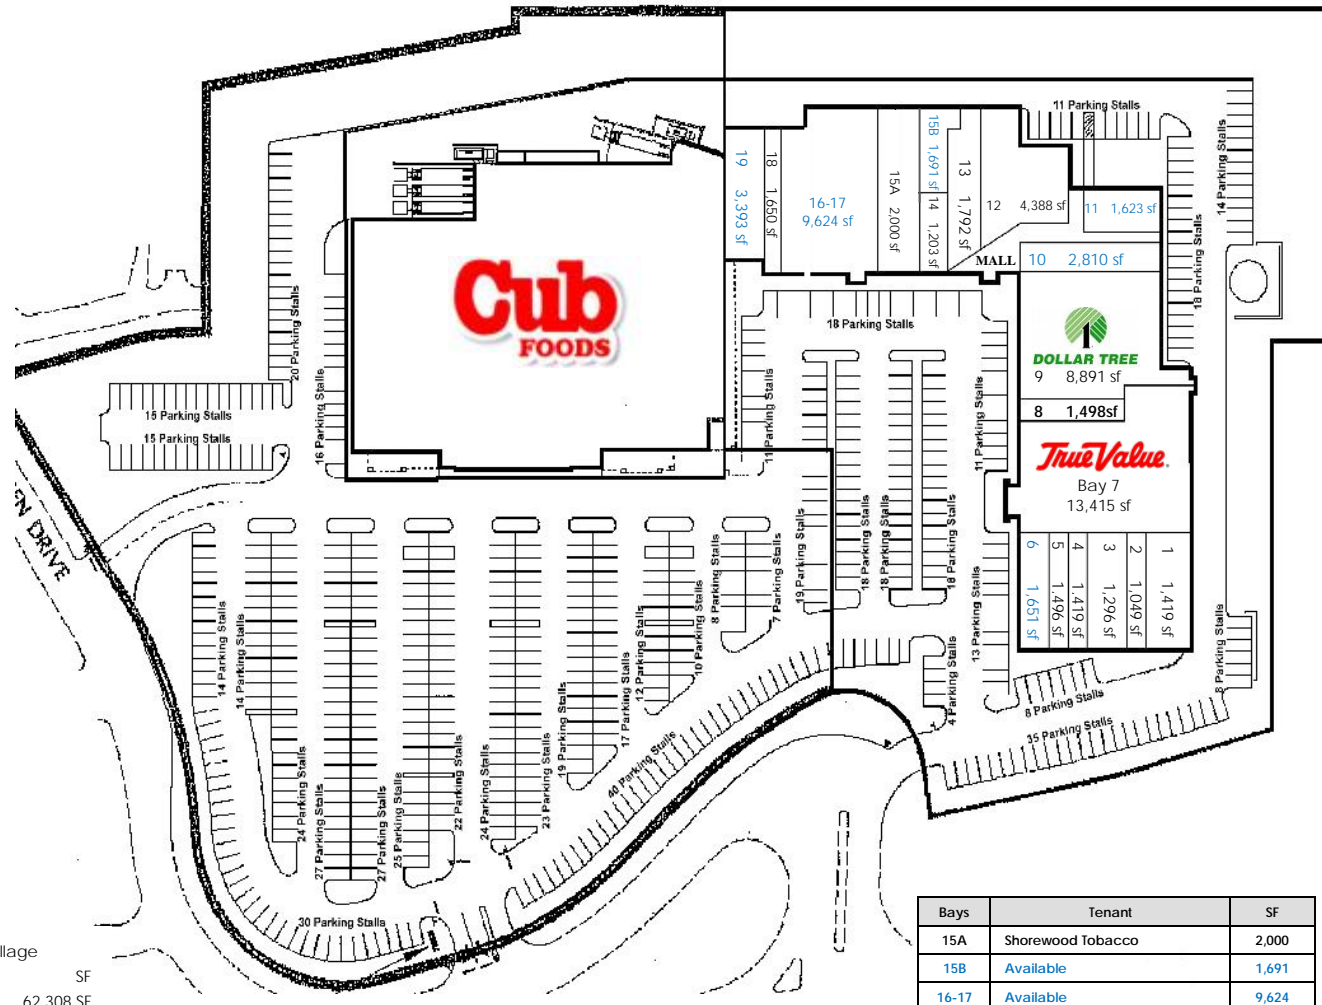 11 Parking Stalls
14 Parking Stalls
18 Parking Stalls
19 3,393 sf
18 1,650 sf
16-17
9,624 sf
15A 2,000 sf
15B 1,691 sf
14 1,203 sf
13 1,792 sf
12 4,388 sf
11 1,623 sf
MALL
10 2,810 sf
Cub
FOODS
1
DOLLAR TREE
9 8,891 sf
8 1,498sf
True Value.
Bay 7
13,415 sf
6 1,651 sf
5 1.496 sf
4 1.419 sf
3 1,296 sf
2 1,049 sf
1 1,419 sf
20 Parking Stalls
16 Parking Stalls
15 Parking Stalls
15 Parking Stalls
18 Parking Stalls
11 Parking Stalls
11 Parking Stalls
EN DRIVE
14 Parking Stalls
14 Parking Stalls
24 Parking Stalls
27 Parking Stalls
27 Parking Stalls
25 Parking Stalls
22 Parking Stalls
24 Parking Stalls
23 Parking Stalls
19 Parking Stalls
17 Parking Stalls
12 Parking Stalls
10 Parking Stalls
8 Parking Stalls
7 Parking Stalls
19 Parking Stalls
18 Parking Stalls
18 Parking Stalls
18 Parking Stalls
13 Parking Stalls
4 Parking Stalls
8 Parking Stalls
8 Parking Stalls
35 Parking Stalls
40 Parking Stalls
30 Parking Stalls
llage
SF
62,308 SF
Bays Tenant SF
15A Shorewood Tobacco 2,000
15B Available 1,691
16-17 Available 9,624